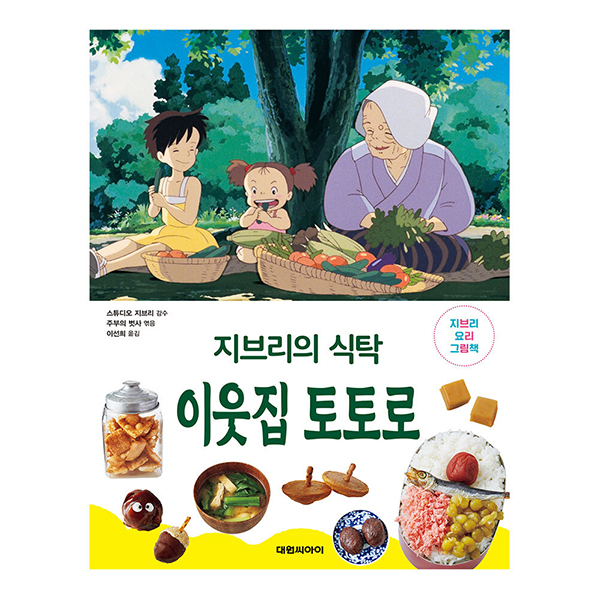 스튜디오 지브리 감수
주부의 벗사 엮음
이선희 옮김
지브리
요리
그림책
지브리의 식탁
이웃집 토토로
대원씨아이